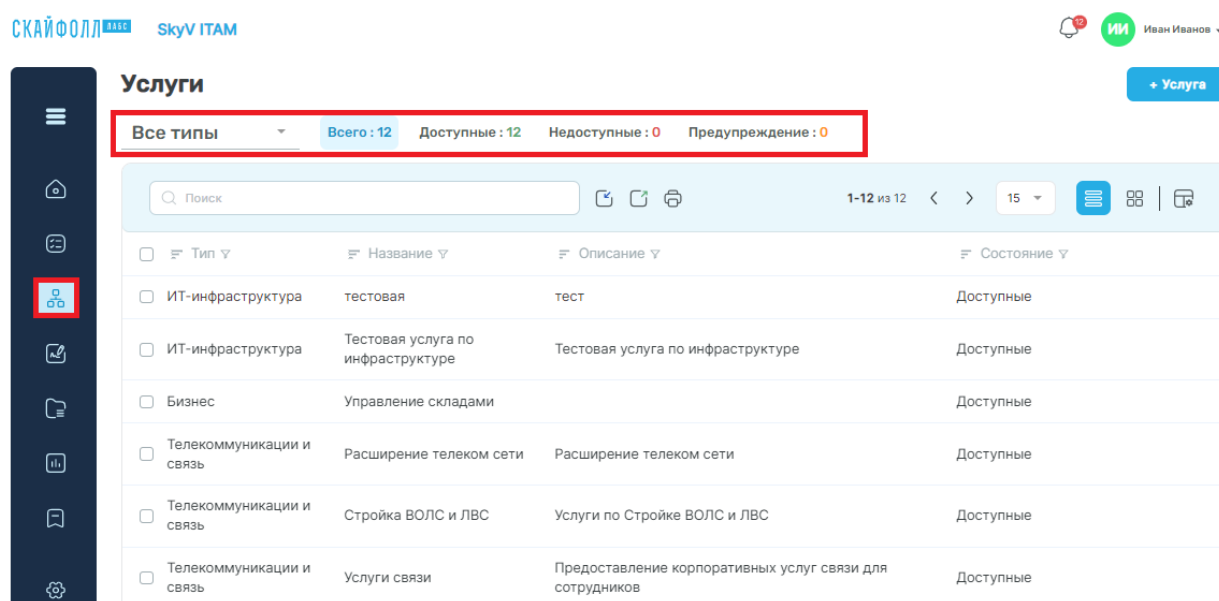 СКАЙФОЛЛ ЛАБС SkyV ITAM 12 ИИ Иван Иванов
Услуги + Услуга
Все типы Всего : 12 Доступные : 12 Недоступные : 0 Предупреждение : 0
Поиск 1-12 из 12 15
Тип Название Описание Состояние
ИТ-инфраструктура тестовая тест Доступные
ИТ-инфраструктура Тестовая услуга по инфраструктуре Тестовая услуга по инфраструктуре Доступные
Бизнес Управление складами Доступные
Телекоммуникации и связь Расширение телеком сети Расширение телеком сети Доступные
Телекоммуникации и связь Стройка ВОЛС и ЛВС Услуги по Стройке ВОЛС и ЛВС Доступные
Телекоммуникации и связь Услуги связи Предоставление корпоративных услуг связи для сотрудников Доступные